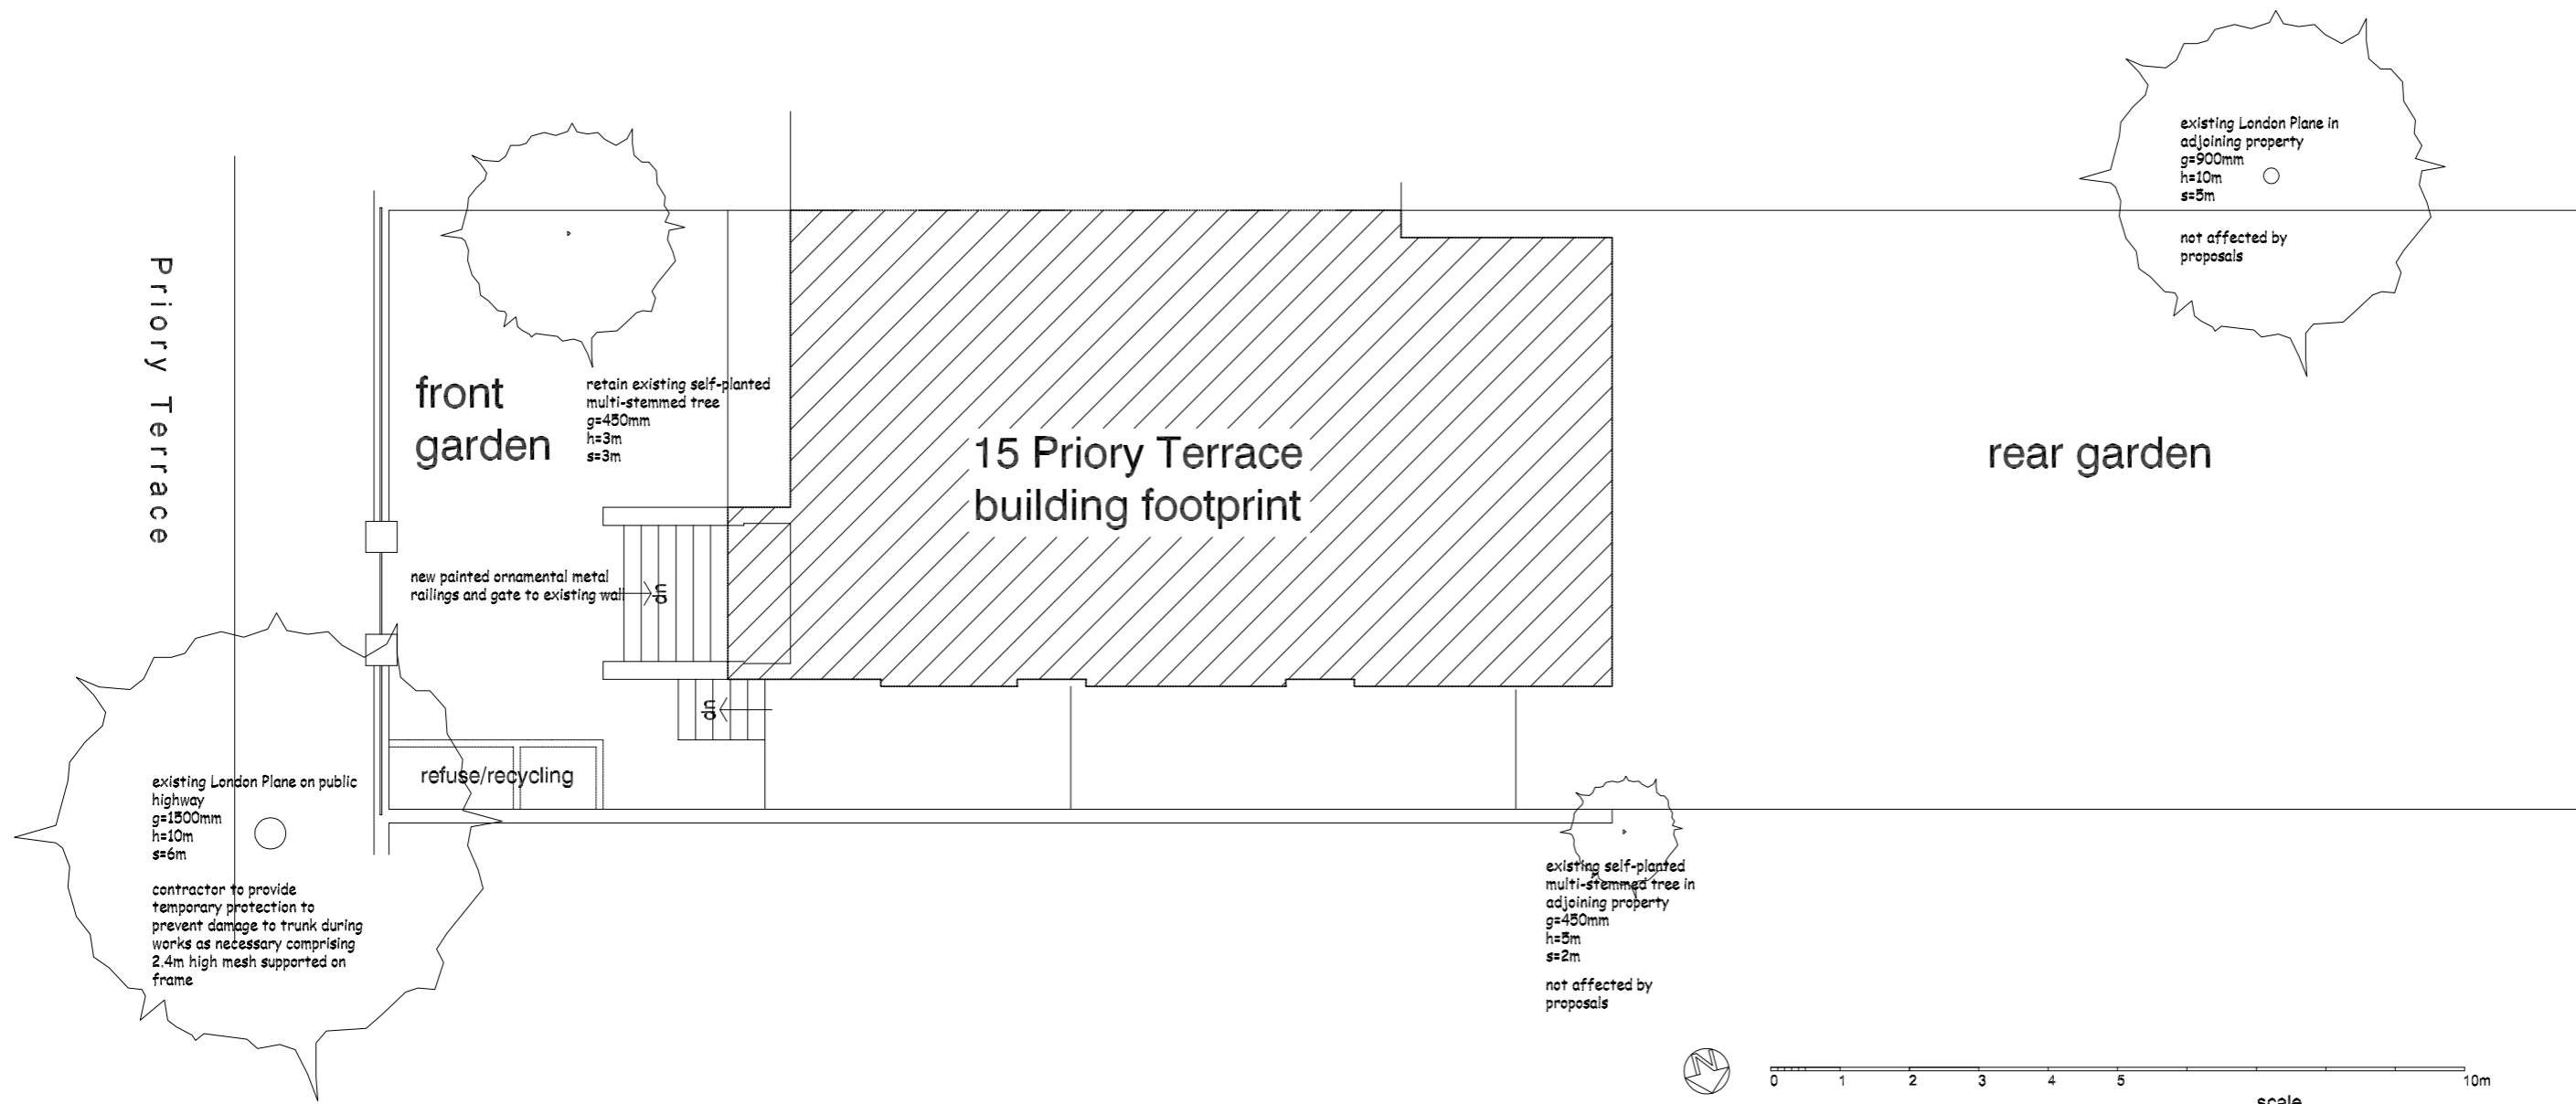 existing London Plane in
adjoining property
g=900mm
h=10m
s=5m
not affected by
proposals
Priory Terrace
front
garden
retain existing self-planted
multi-stemmed tree
g=450mm
h=3m
s=3m
15 Priory Terrace
building footprint
rear garden
new painted ornamental metal
railings and gate to existing wall
up
dn
refuse/recycling
existing London Plane on public
highway
g=1500mm
h=10m
s=6m
contractor to provide
temporary protection to
prevent damage to trunk during
works as necessary comprising
2.4m high mesh supported on
frame
existing self-planted
multi-stemmed tree in
adjoining property
g=450mm
h=5m
s=2m
not affected by
proposals
N
0 1 2 3 4 5 10m
scale